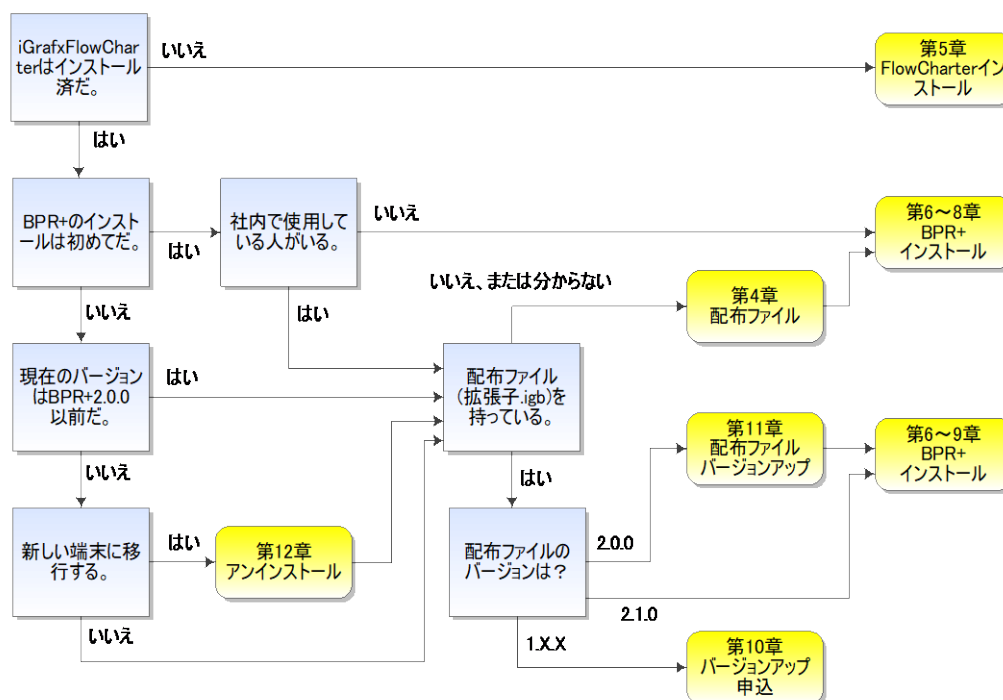 iGrafxFlowChar
terはインストール
済だ。
いいえ
第5章
FlowCharterイン
ストール
はい
BPR+のインス
トールは初めてだ。
はい
社内で使用して
いる人がいる。
いいえ
第6～8章
BPR+
インストール
いいえ、または分からない
第4章
配布ファイル
いいえ
はい
現在のバージョン
はBPR+2.0.0
以前だ。
はい
配布ファイル
(拡張子.igb)を
持っている。
第11章
配布ファイル
バージョンアップ
第6～9章
BPR+
インストール
いいえ
はい
新しい端末に移
行する。
はい
第12章
アンインストール
配布ファイルの
バージョンは？
2.0.0
2.1.0
いいえ
1.X.X
第10章
バージョンアップ
申込